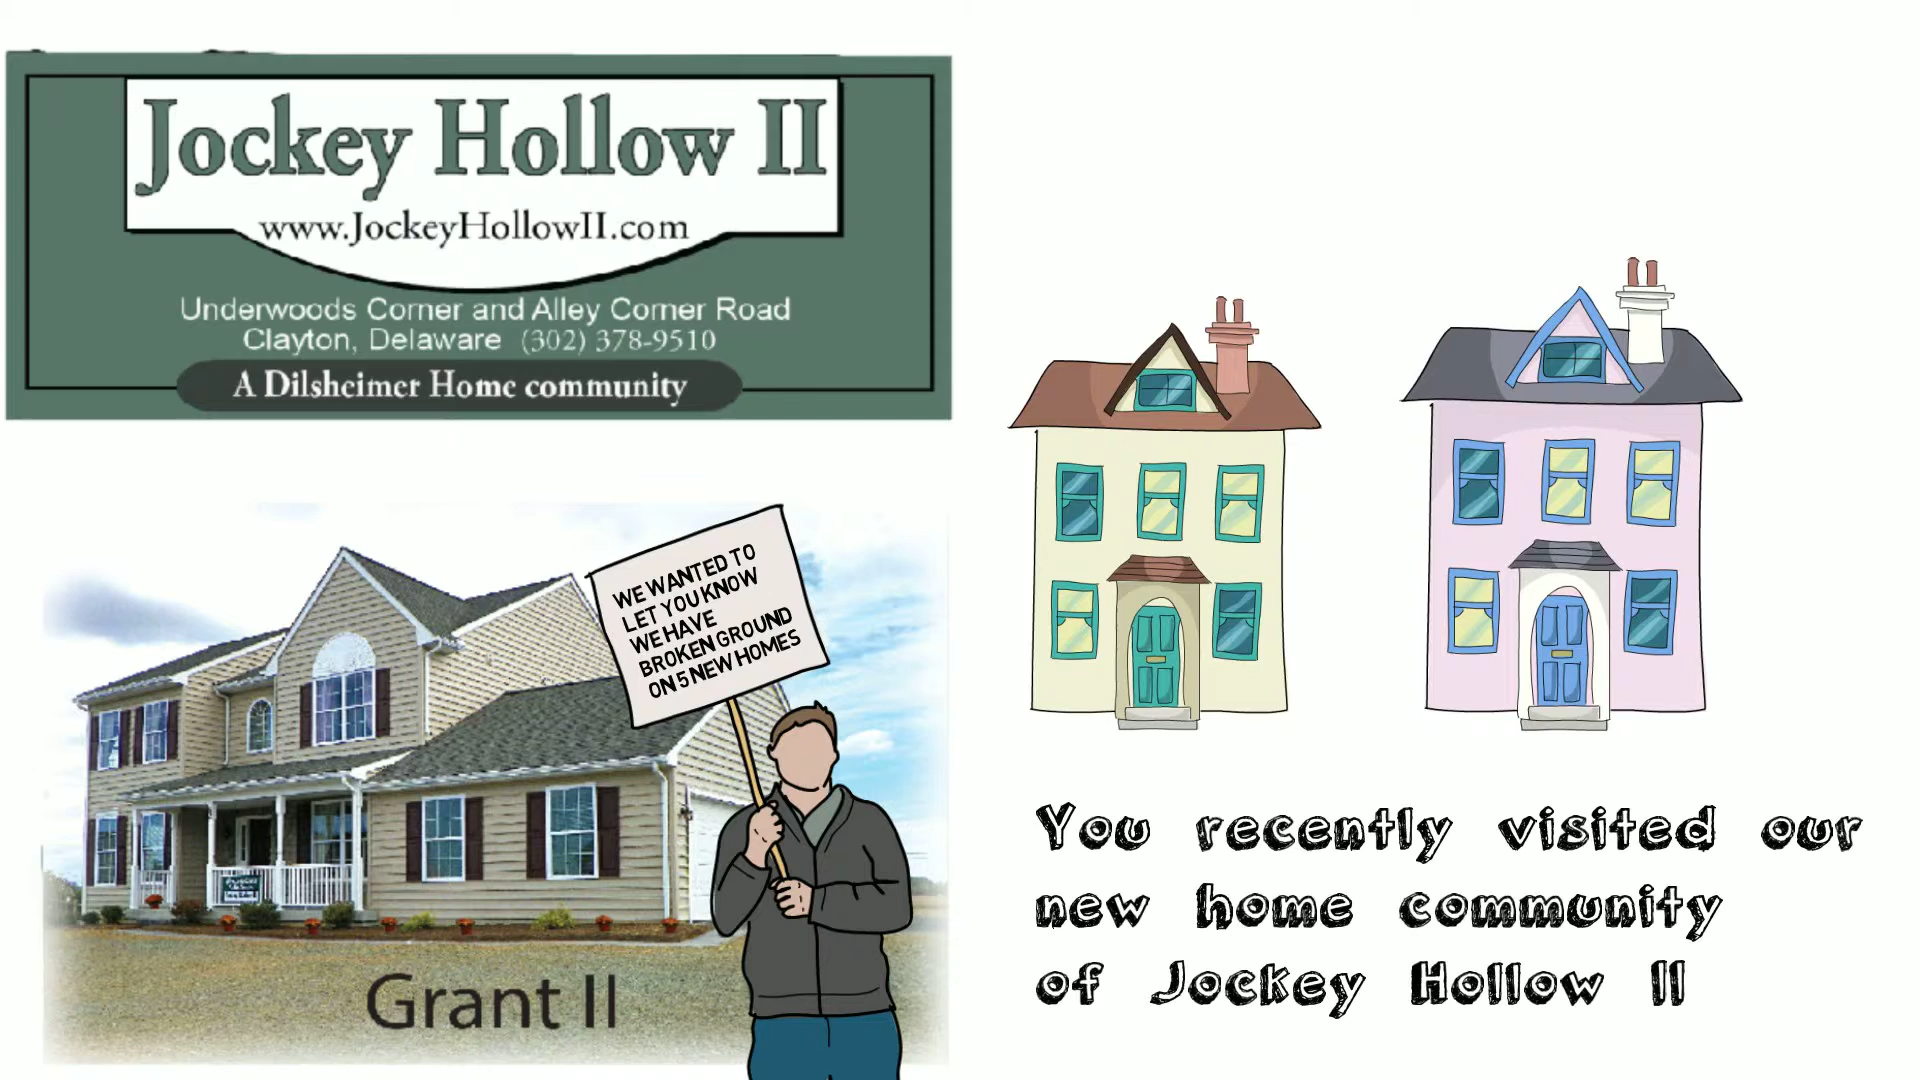 Jockey Hollow II
www.JockeyHollowII.com
Underwoods Corner and Alley Corner Road
Clayton, Delaware (302) 378-9510
A Dilsheimer Home community
WE WANTED TO
LET YOU KNOW
WE HAVE
BROKEN GROUND
ON 5 NEW HOMES
Grant II
You recently visited our
new home community
of Jockey Hollow II